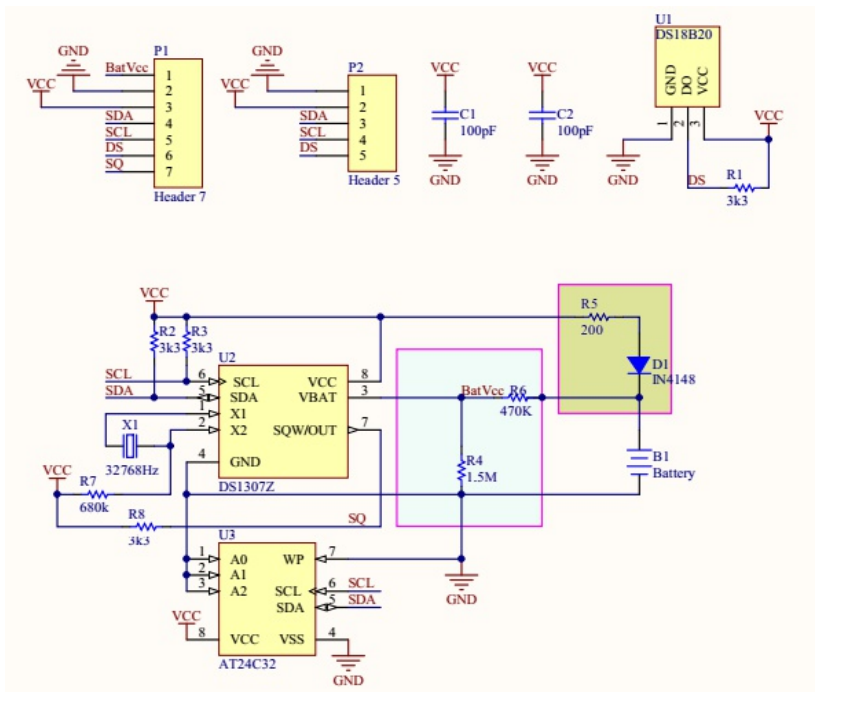 GND P1
BatVcc 1
VCC 2
3
SDA 4
SCL 5
DS 6
SQ 7
Header 7
GND P2
VCC 1
2
SDA 3
SCL 4
DS 5
Header 5
VCC
C1
100pF
GND
VCC
C2
100pF
GND
U1
DS18B20
GND DO VCC
1 2 3
VCC
GND
DS R1
3k3
VCC
R2 R3
3k3 3k3
U2
SCL 6 SCL VCC 8
SDA 5 SDA VBAT 3
1 X1
2 X2 SQW/OUT 7
4 GND
DS1307Z
X1
32768Hz
VCC
R7
680k
R8
3k3
SQ
BatVcc R6
470K
R4
1.5M
R5
200
D1
IN4148
B1
Battery
GND
U3
1 A0 WP 7
2 A1
3 A2 SCL 6 SCL
SDA 5 SDA
VCC
8 VCC VSS 4
AT24C32
GND